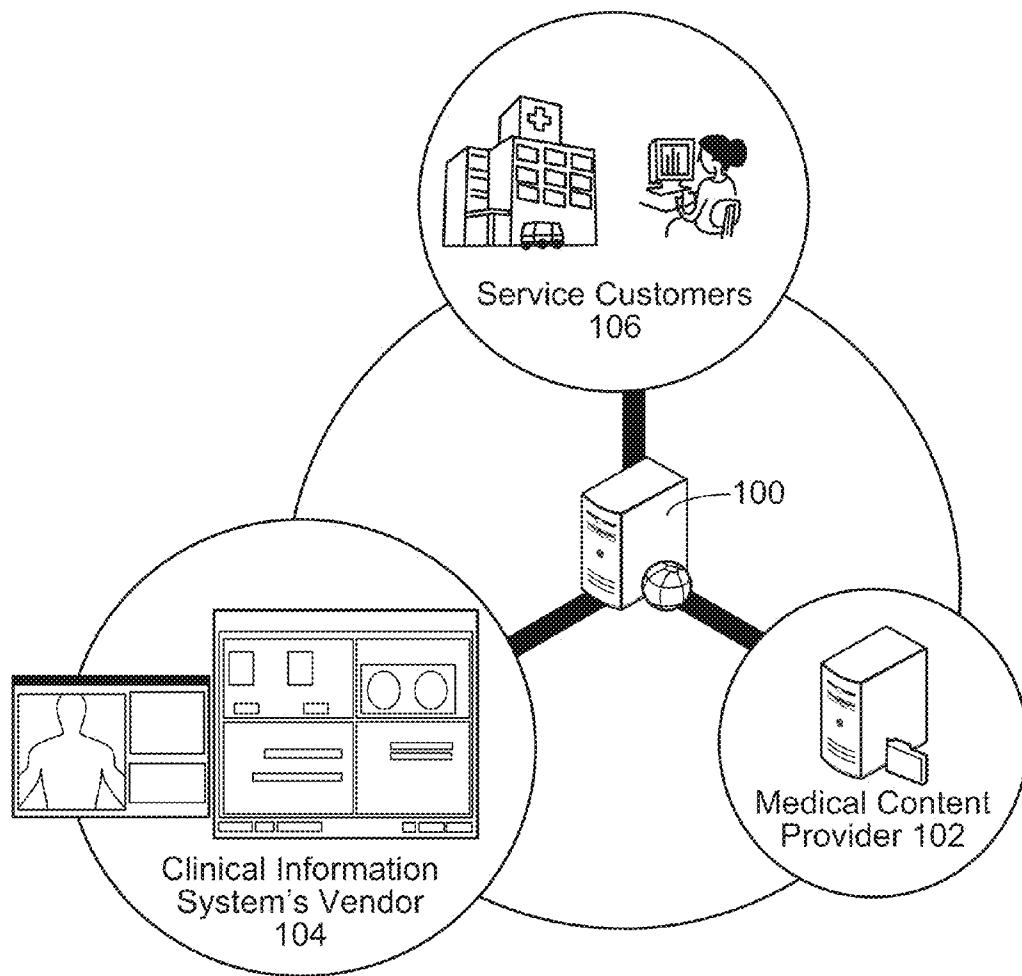 Service Customers
106
100
Medical Content
Provider 102
Clinical Information
System's Vendor
104